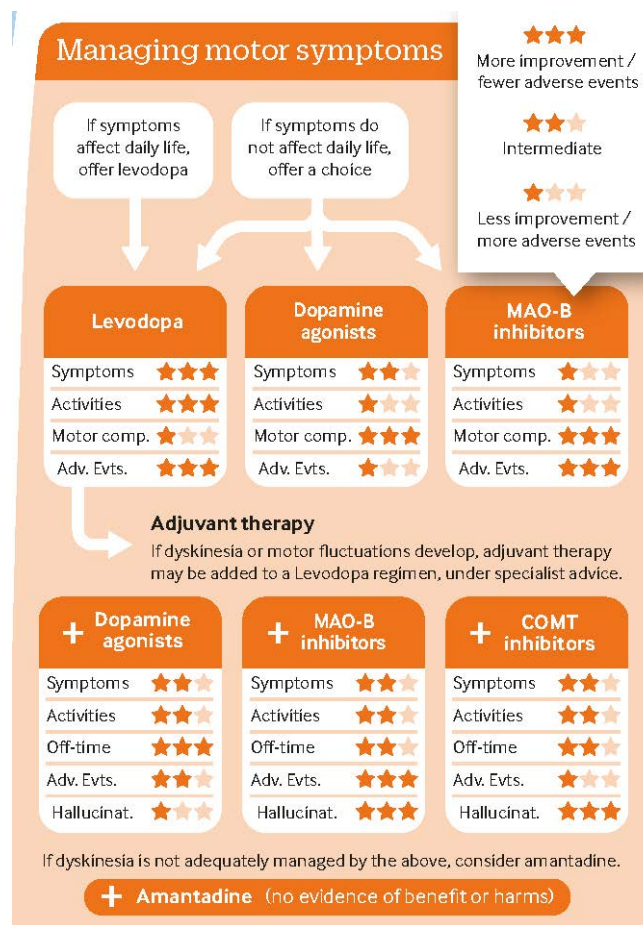 Managing motor symptoms
More improvement /
fewer adverse events
Intermediate
Less improvement /
more adverse events
If symptoms
affect daily life,
offer levodopa
If symptoms do
not affect daily life,
offer a choice
Levodopa
Symptoms
Activities
Motor comp.
Adv. Evts.
Dopamine
agonists
Symptoms
Activities
Motor comp.
Adv. Evts.
MAO-B
inhibitors
Symptoms
Activities
Motor comp.
Adv. Evts.
Adjuvant therapy
If dyskinesia or motor fluctuations develop, adjuvant therapy
may be added to a Levodopa regimen, under specialist advice.
+ Dopamine
agonists
Symptoms
Activities
Off-time
Adv. Evts.
Hallucinat.
+ MAO-B
inhibitors
Symptoms
Activities
Off-time
Adv. Evts.
Hallucinat.
+ COMT
inhibitors
Symptoms
Activities
Off-time
Adv. Evts.
Hallucinat.
If dyskinesia is not adequately managed by the above, consider amantadine.
+ Amantadine (no evidence of benefit or harms)